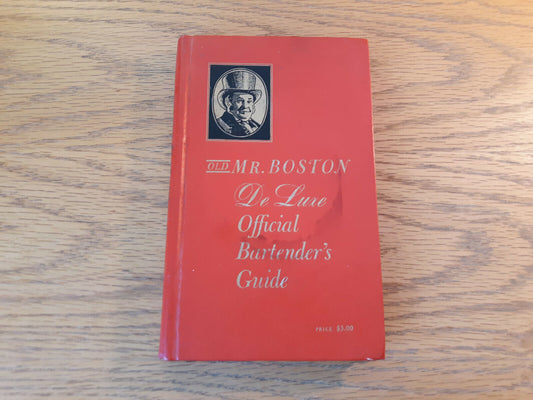 OLD MR. BOSTON
De Luxe
Official
Bartender's
Guide
PRICE $3.00